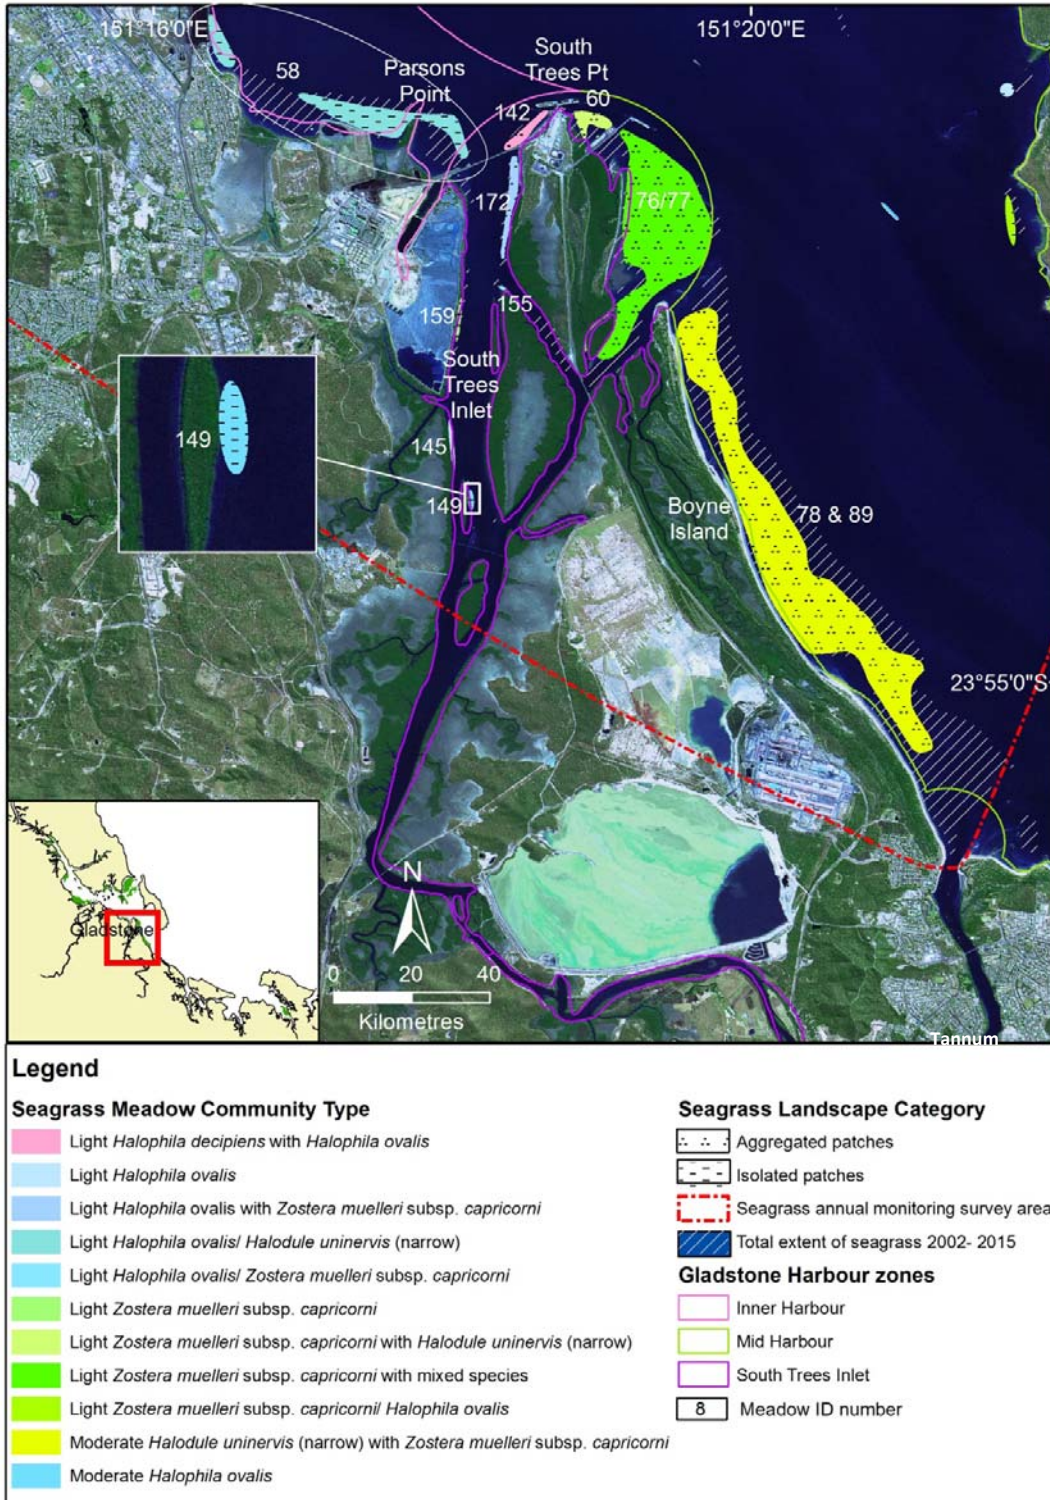 151°16'0"E
151°20'0"E
South
Trees Pt
Parsons
Point
58
60
142
172
76/77
155
159
South
Trees
Inlet
149
145
149
Boyne
Island
78 & 89
23°55'0"S
Gladstone
N
0 20 40
Kilometres
Tannum
Legend
Seagrass Meadow Community Type
Light Halophila decipiens with Halophila ovalis
Light Halophila ovalis
Light Halophila ovalis with Zostera muelleri subsp. capricorni
Light Halophila ovalis/ Halodule uninervis (narrow)
Light Halophila ovalis/ Zostera muelleri subsp. capricorni
Light Zostera muelleri subsp. capricorni
Light Zostera muelleri subsp. capricorni with Halodule uninervis (narrow)
Light Zostera muelleri subsp. capricorni with mixed species
Light Zostera muelleri subsp. capricorni/ Halophila ovalis
Moderate Halodule uninervis (narrow) with Zostera muelleri subsp. capricorni
Moderate Halophila ovalis
Seagrass Landscape Category
Aggregated patches
Isolated patches
Seagrass annual monitoring survey area
Total extent of seagrass 2002- 2015
Gladstone Harbour zones
Inner Harbour
Mid Harbour
South Trees Inlet
8 Meadow ID number